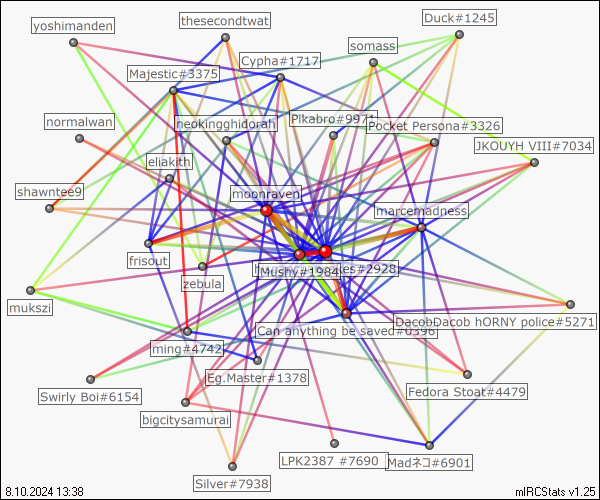 yoshimanden
thesecondtwat
Duck#1245
somass
Cypha#1717
Majestic#3375
normalwan
neokingghidorah
Pikabro#9971
Pocket Persona#3326
JKOUYH VIII#7034
eliakith
shawntee9
moonraven
marcemadness
frisout
zebula
Mushy#1984
es#2928
mukszi
Can anything be saved#0396
DacobDacob hORNY police#5271
ming#4742
Eg.Master#1378
Swirly Boi#6154
Fedora Stoat#4479
bigcitysamurai
LPK2387 #7690
Madネコ#6901
Silver#7938
8.10.2024 13:38
mIRCStats v1.25